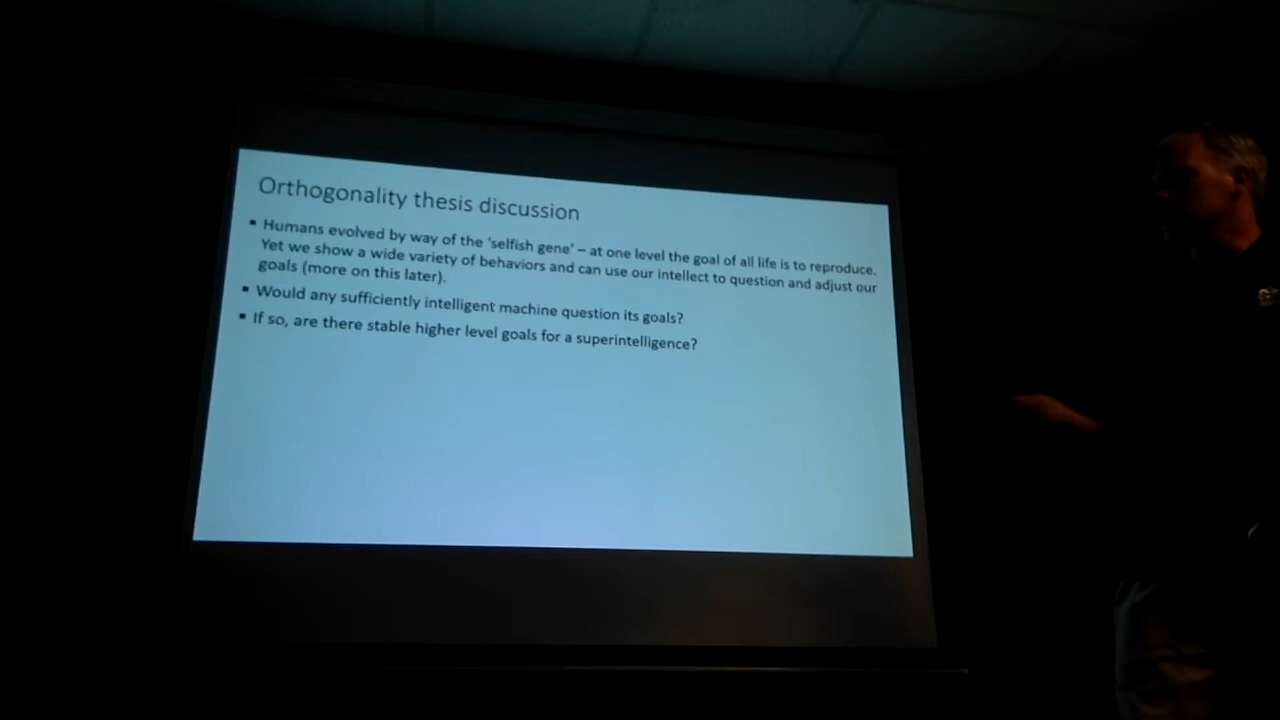 Orthogonality thesis discussion
▪ Humans evolved by way of the ‘selfish gene’ – at one level the goal of all life is to reproduce.
Yet we show a wide variety of behaviors and can use our intellect to question and adjust our
goals (more on this later).
▪ Would any sufficiently intelligent machine question its goals?
▪ If so, are there stable higher level goals for a superintelligence?